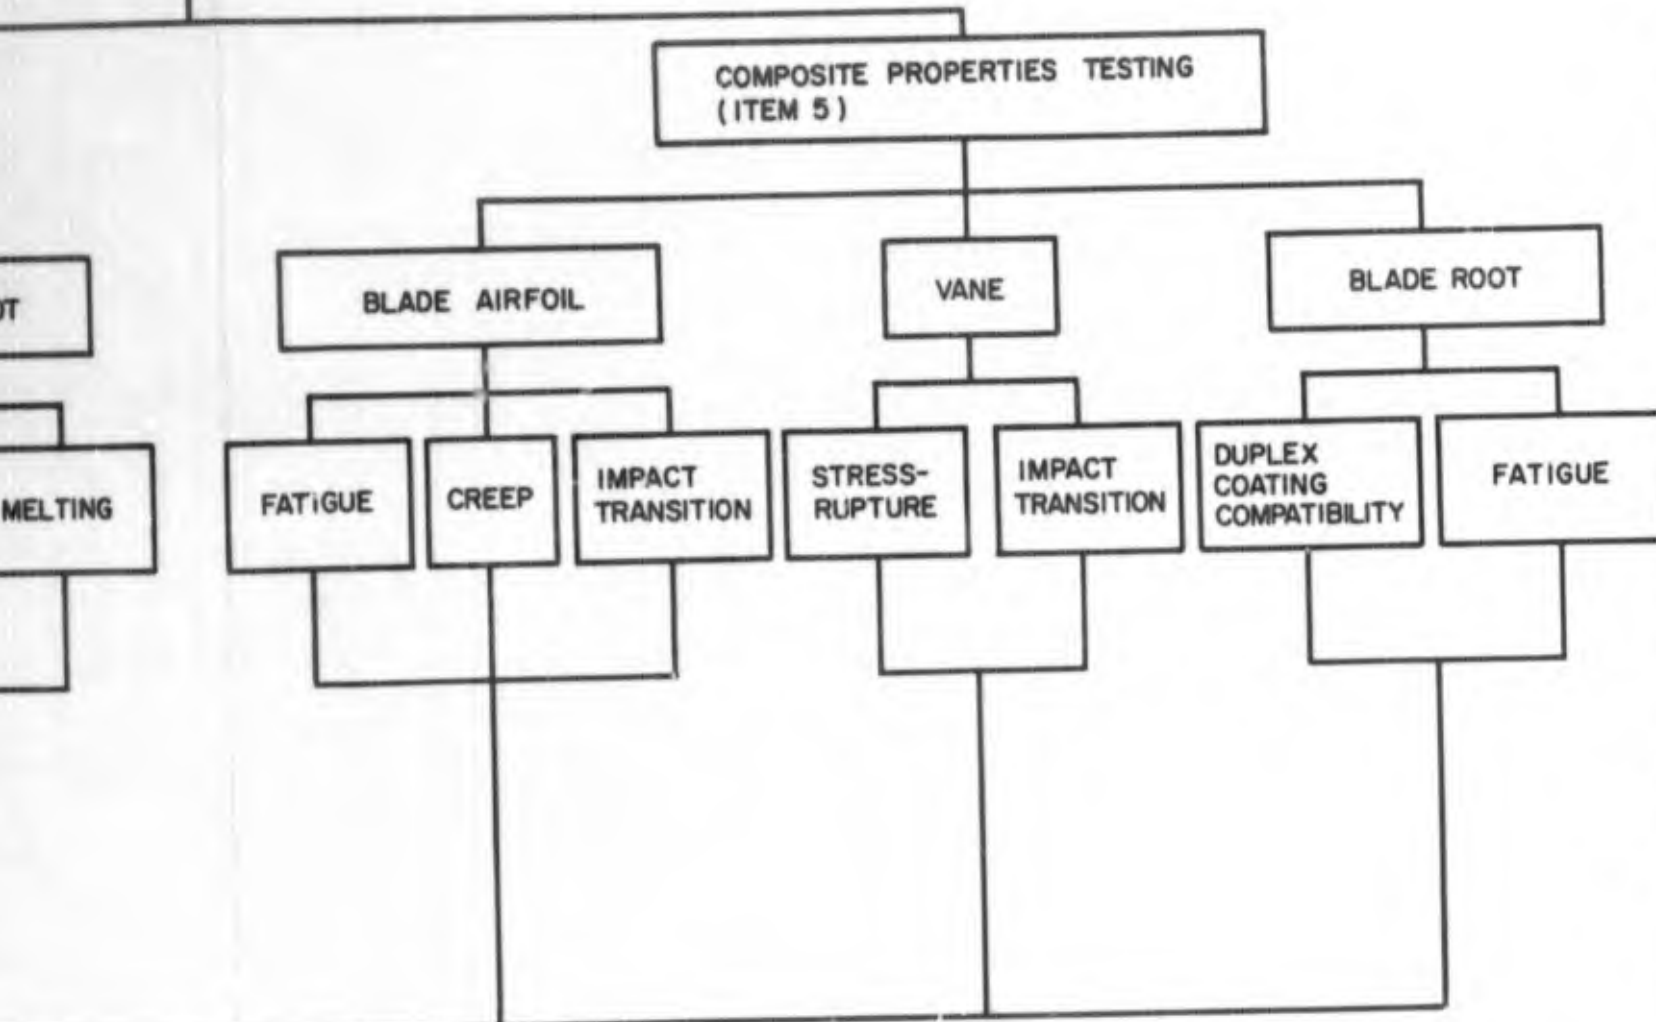 COMPOSITE PROPERTIES TESTING
(ITEM 5)
BLADE AIRFOIL
VANE
BLADE ROOT
MELTING
FATIGUE
CREEP
IMPACT
TRANSITION
STRESS-
RUPTURE
IMPACT
TRANSITION
DUPLEX
COATING
COMPATIBILITY
FATIGUE